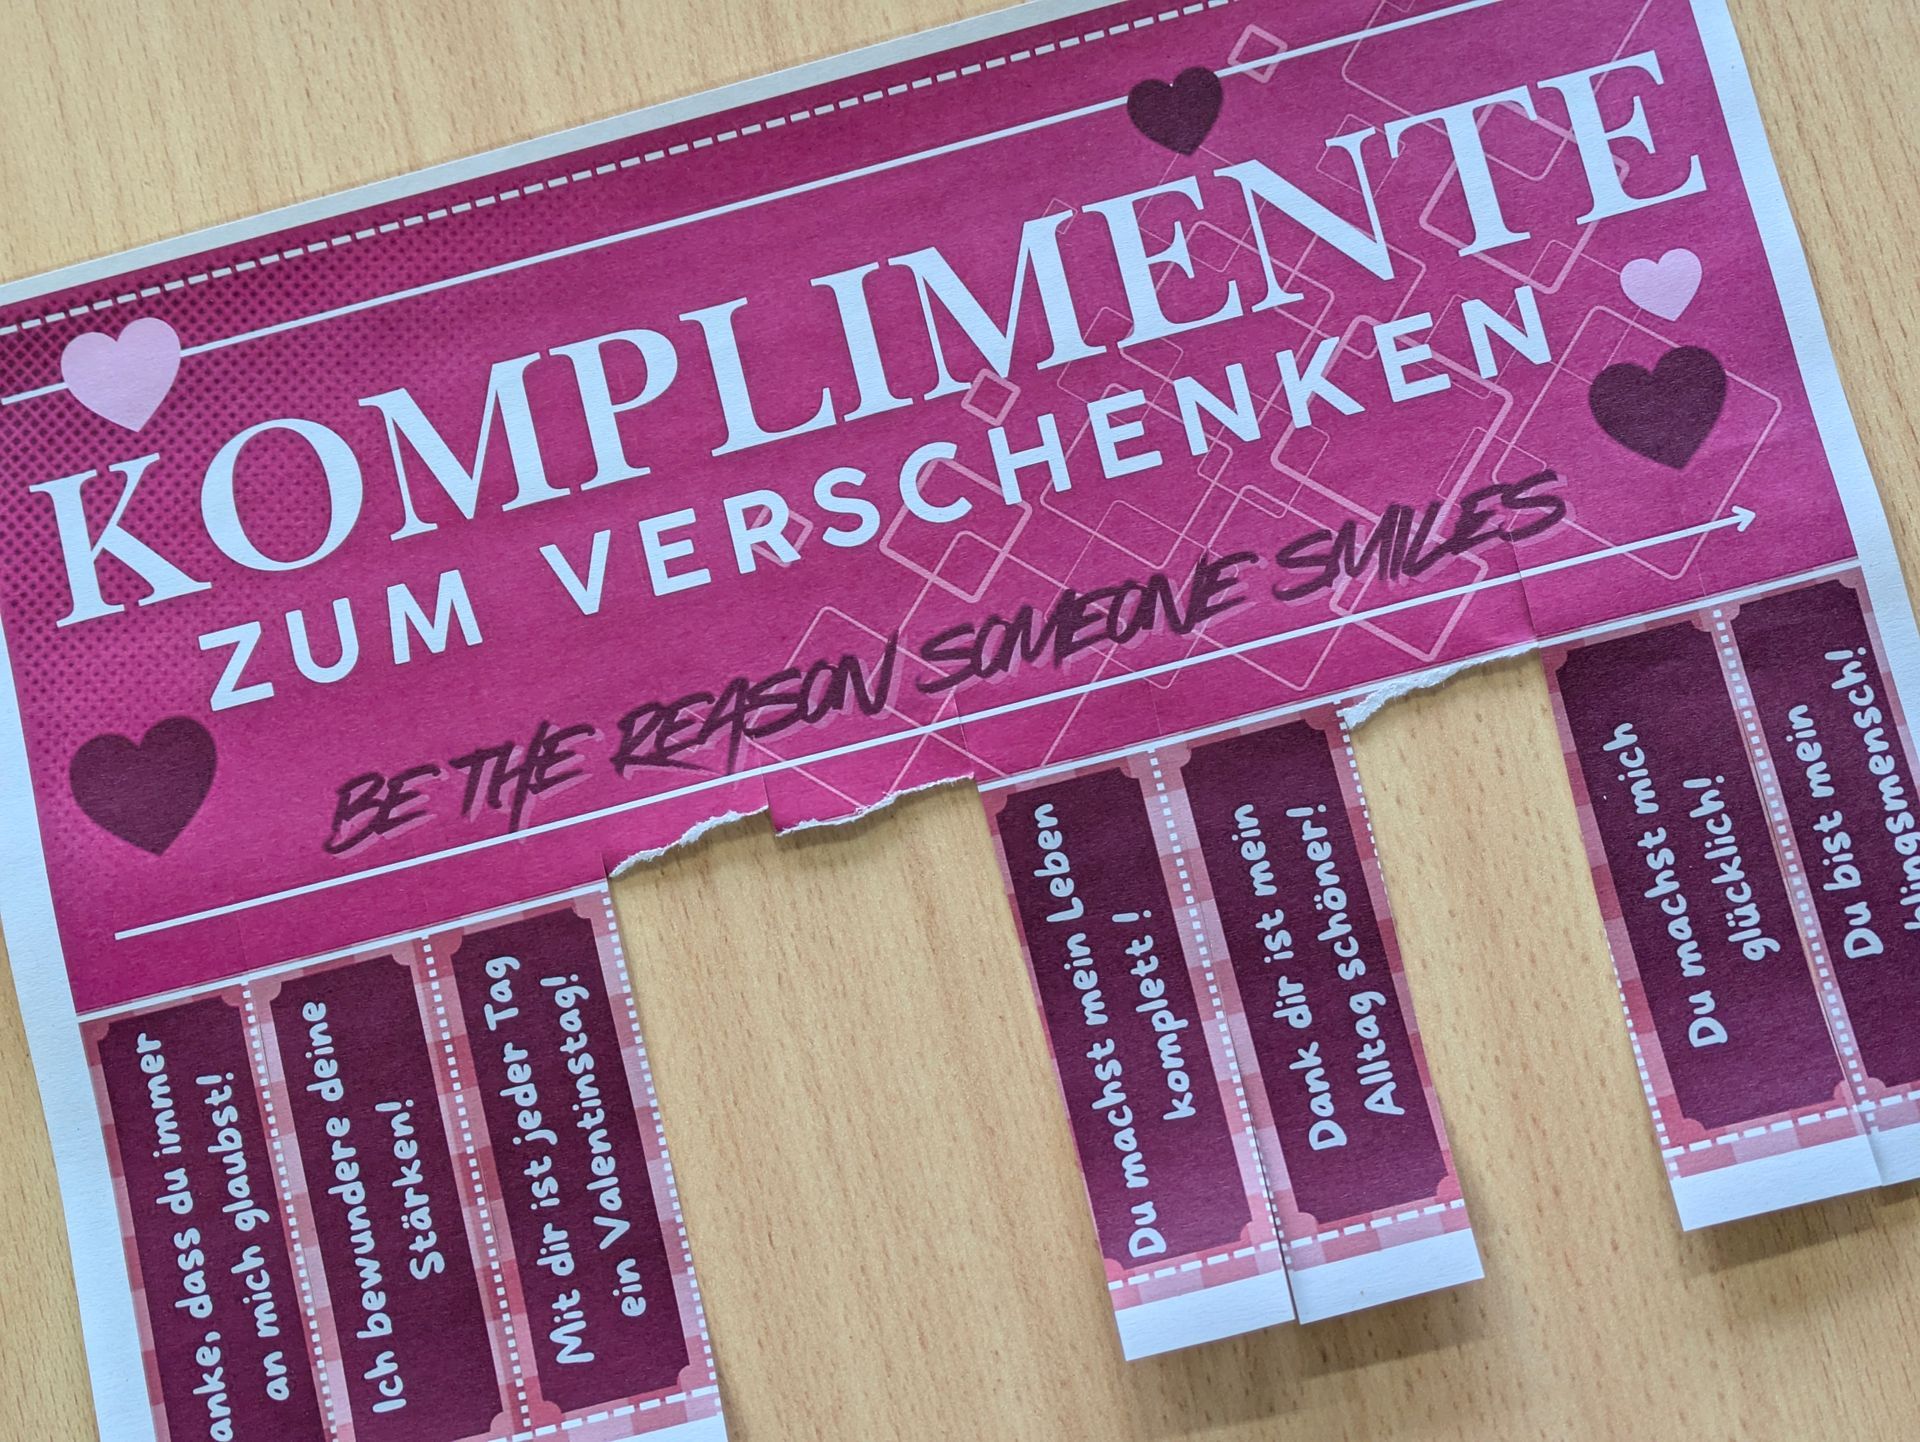 KOMPLIMENTE
ZUM VERSCHENKEN
BE THE REASON SOMEONE SMILES
dass du immer
an mich glaubst!
Ich bewundere deine
Stärken!
Mit dir ist jeder Tag
ein Valentinstag!
Du machst mein Leben
komplett!
Dank dir ist mein
Alltag schöner!
Du machst mich
glücklich!
Du bist mein